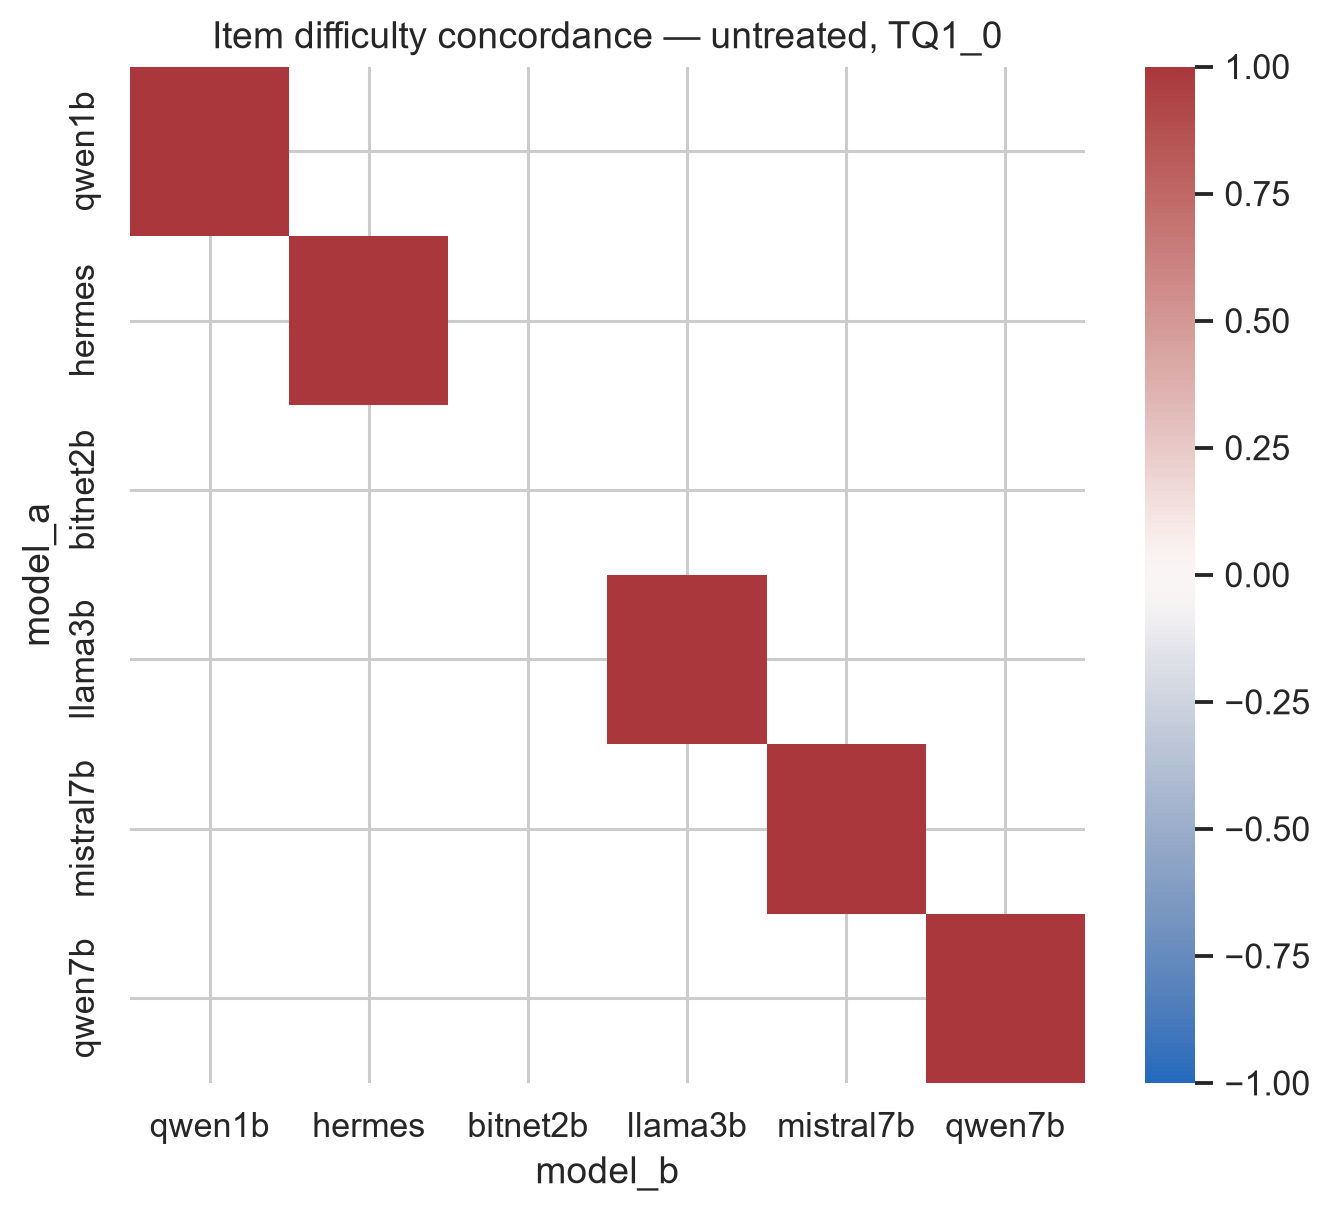 Item difficulty concordance — untreated, TQ1_0
model_a
qwen1b
hermes
bitnet2b
llama3b
mistral7b
qwen7b
qwen1b
hermes
bitnet2b
llama3b
mistral7b
qwen7b
model_b
1.00
0.75
0.50
0.25
0.00
−0.25
−0.50
−0.75
−1.00